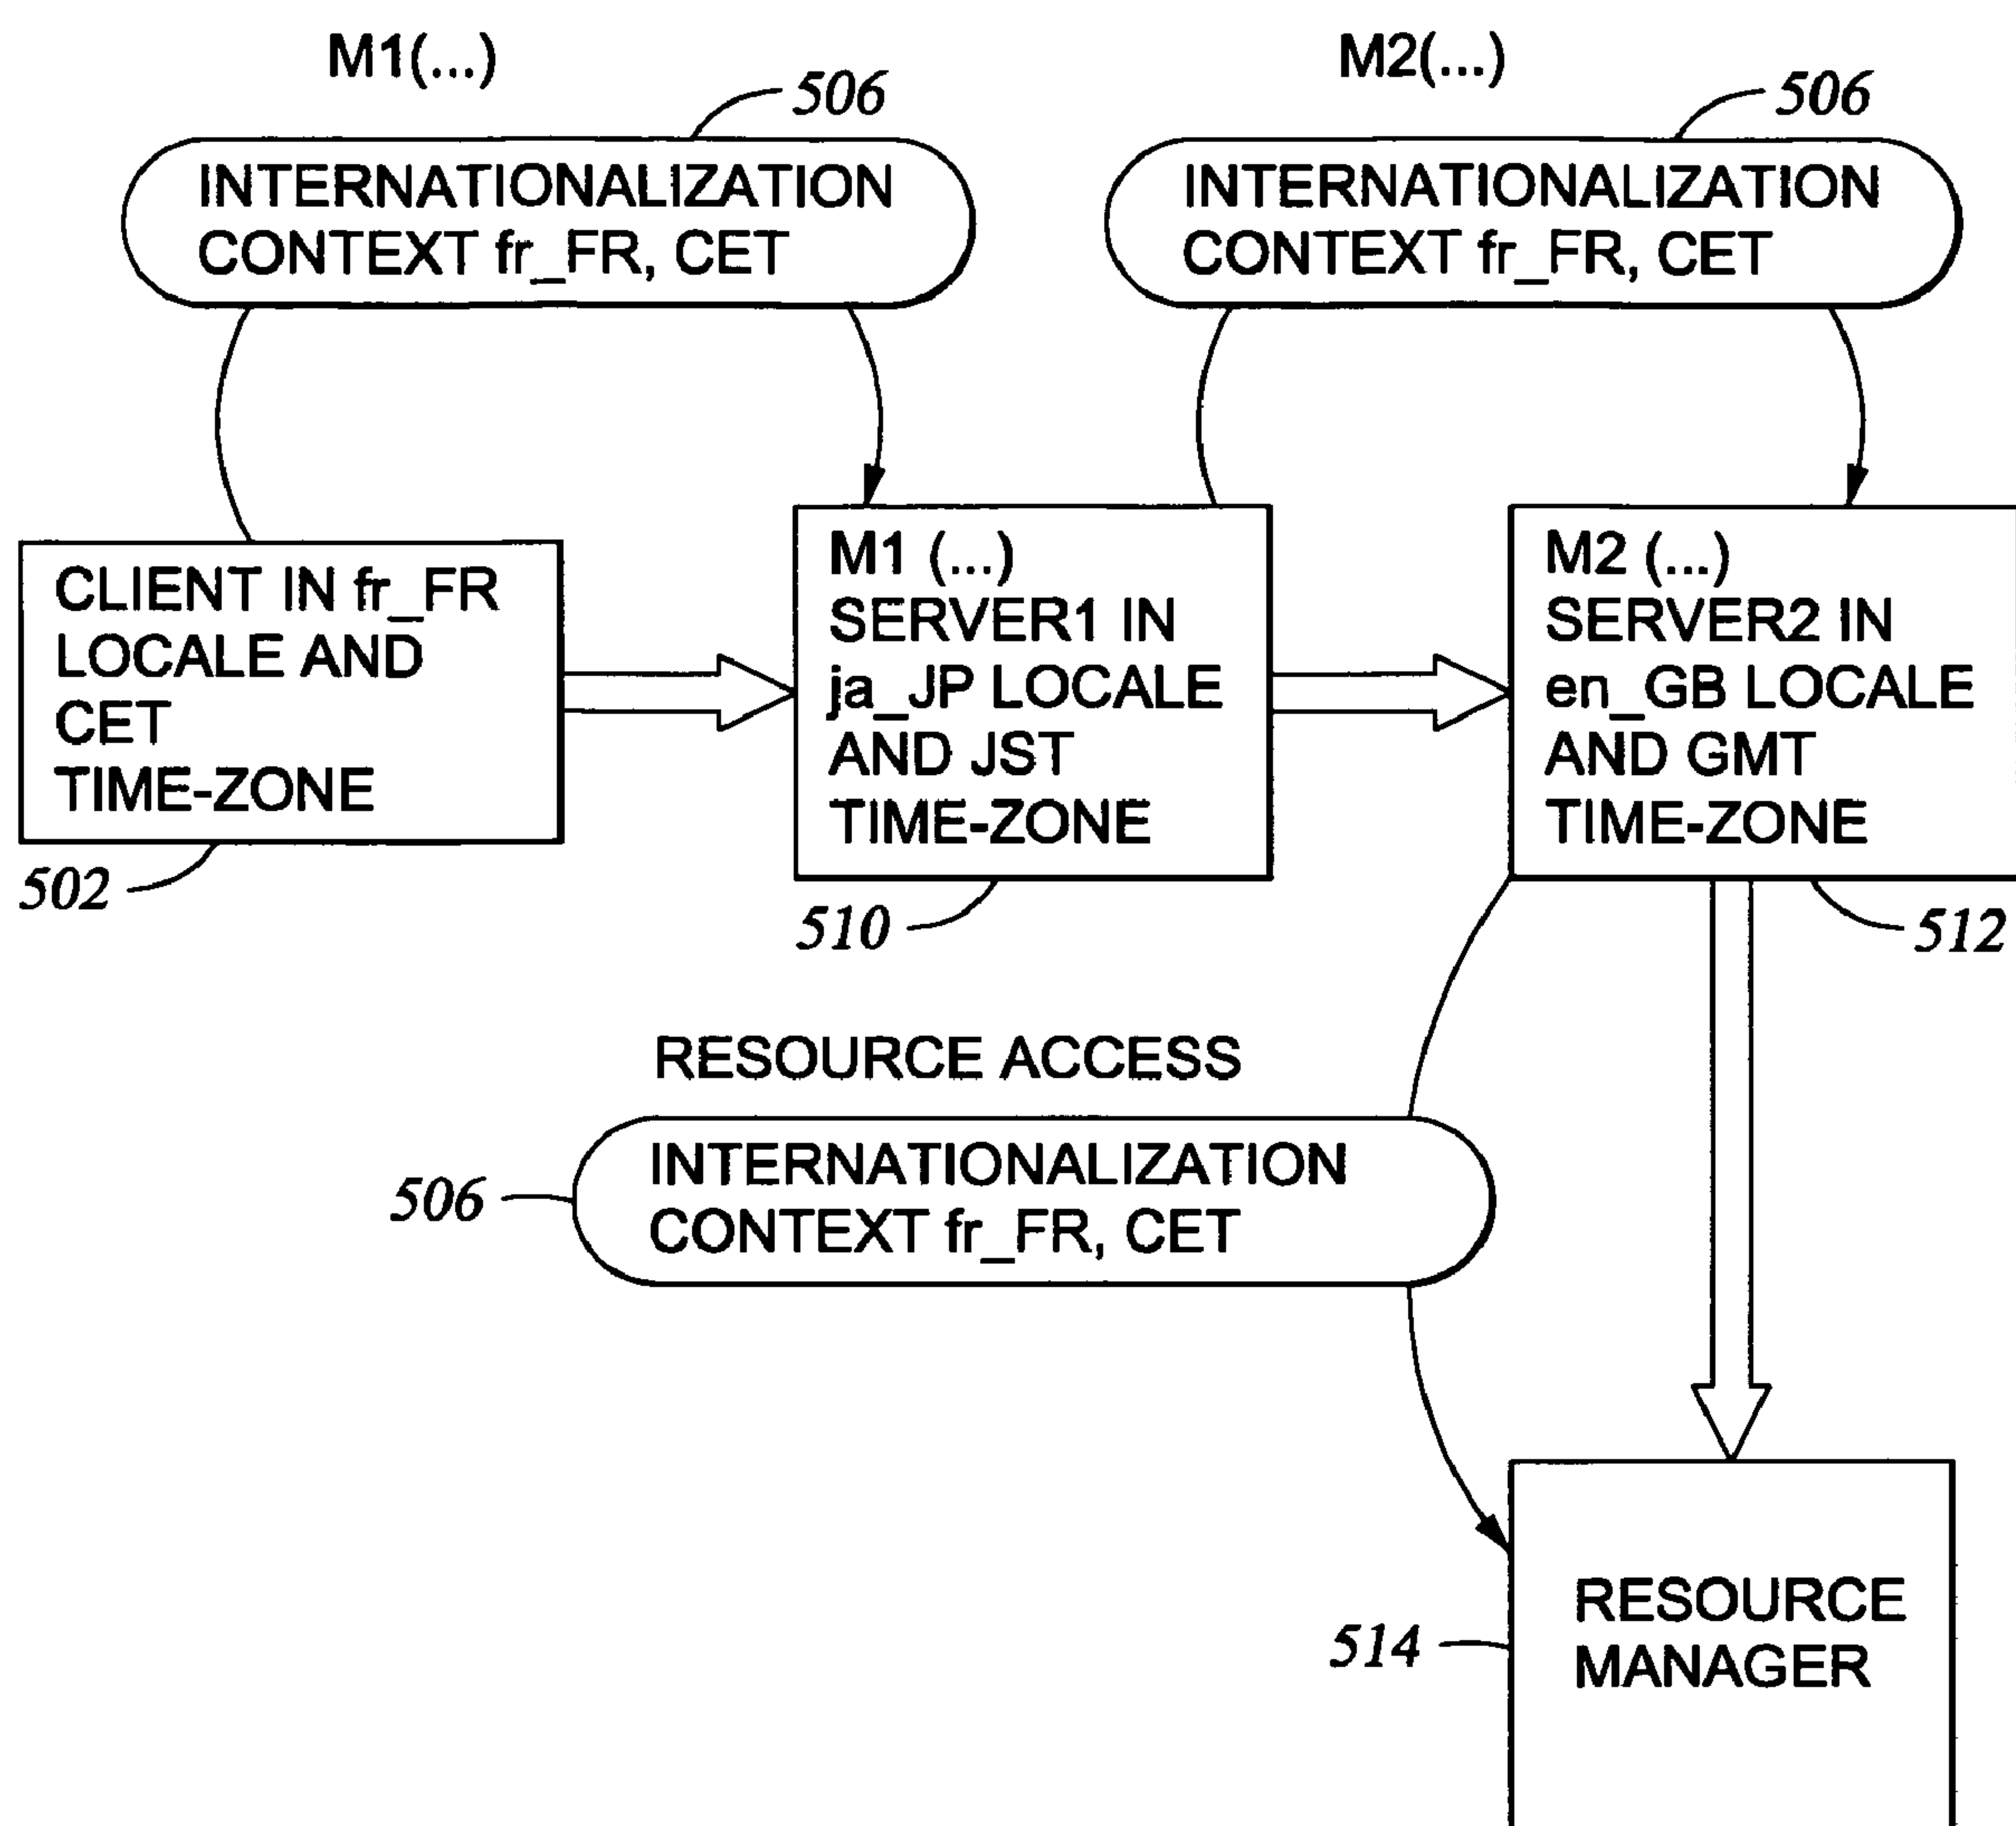 M1(...)
506
INTERNATIONALIZATION
CONTEXT fr_FR, CET
M2(...)
506
INTERNATIONALIZATION
CONTEXT fr_FR, CET
CLIENT IN fr_FR
LOCALE AND
CET
TIME-ZONE
502
M1 (...)
SERVER1 IN
ja_JP LOCALE
AND JST
TIME-ZONE
510
M2 (...)
SERVER2 IN
en_GB LOCALE
AND GMT
TIME-ZONE
512
RESOURCE ACCESS
506
INTERNATIONALIZATION
CONTEXT fr_FR, CET
514
RESOURCE
MANAGER